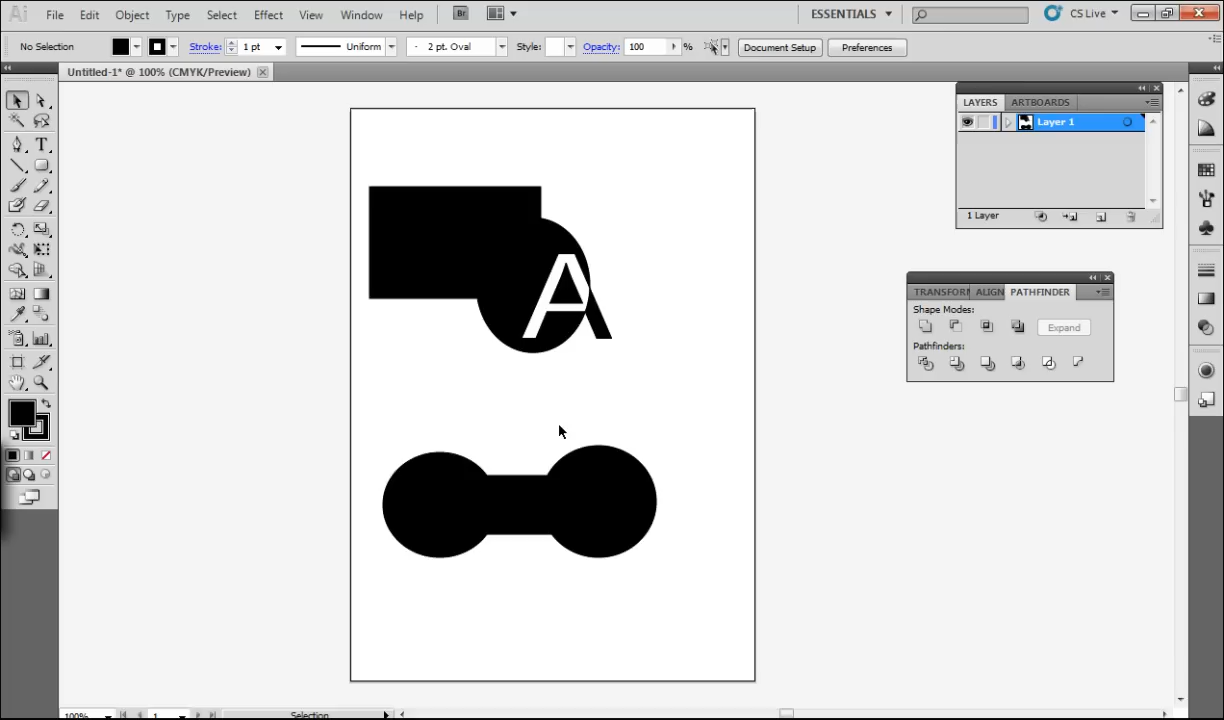 Ai File Edit Object Type Select Effect View Window Help Br ESSENTIALS CS Live
No Selection Stroke: 1 pt Uniform 2 pt. Oval Style: Opacity: 100 % Document Setup Preferences
Untitled-1* @ 100% (CMYK/Preview)
LAYERS ARTBOARDS
Layer 1
1 Layer
TRANSFORM ALIGN PATHFINDER
Shape Modes:
Expand
Pathfinders:
A
T
100% 1 Selection